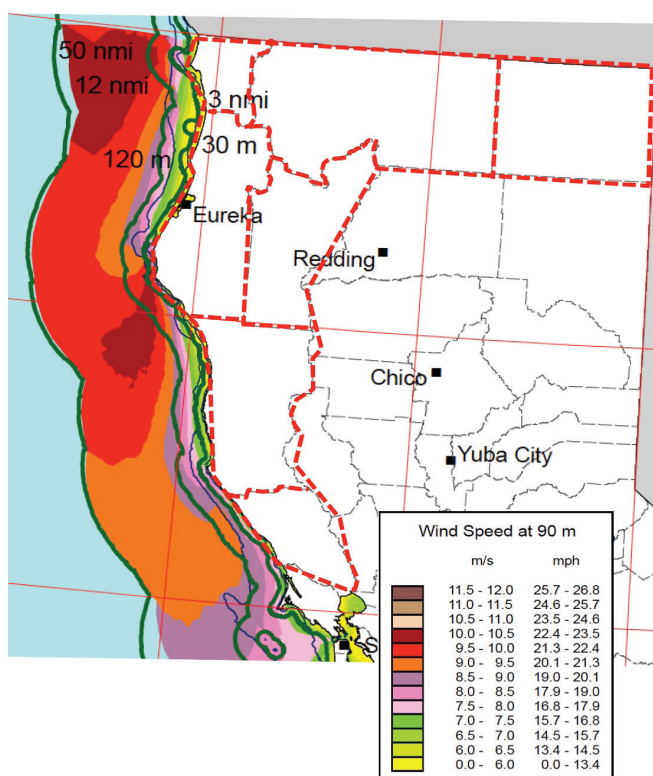 50 nmi
12 nmi
3 nmi
30 m
120 m
Eureka
Redding
Chico
Yuba City
S
Wind Speed at 90 m
m/s mph
11.5 - 12.0 25.7 - 26.8
11.0 - 11.5 24.6 - 25.7
10.5 - 11.0 23.5 - 24.6
10.0 - 10.5 22.4 - 23.5
9.5 - 10.0 21.3 - 22.4
9.0 - 9.5 20.1 - 21.3
8.5 - 9.0 19.0 - 20.1
8.0 - 8.5 17.9 - 19.0
7.5 - 8.0 16.8 - 17.9
7.0 - 7.5 15.7 - 16.8
6.5 - 7.0 14.5 - 15.7
6.0 - 6.5 13.4 - 14.5
0.0 - 6.0 0.0 - 13.4